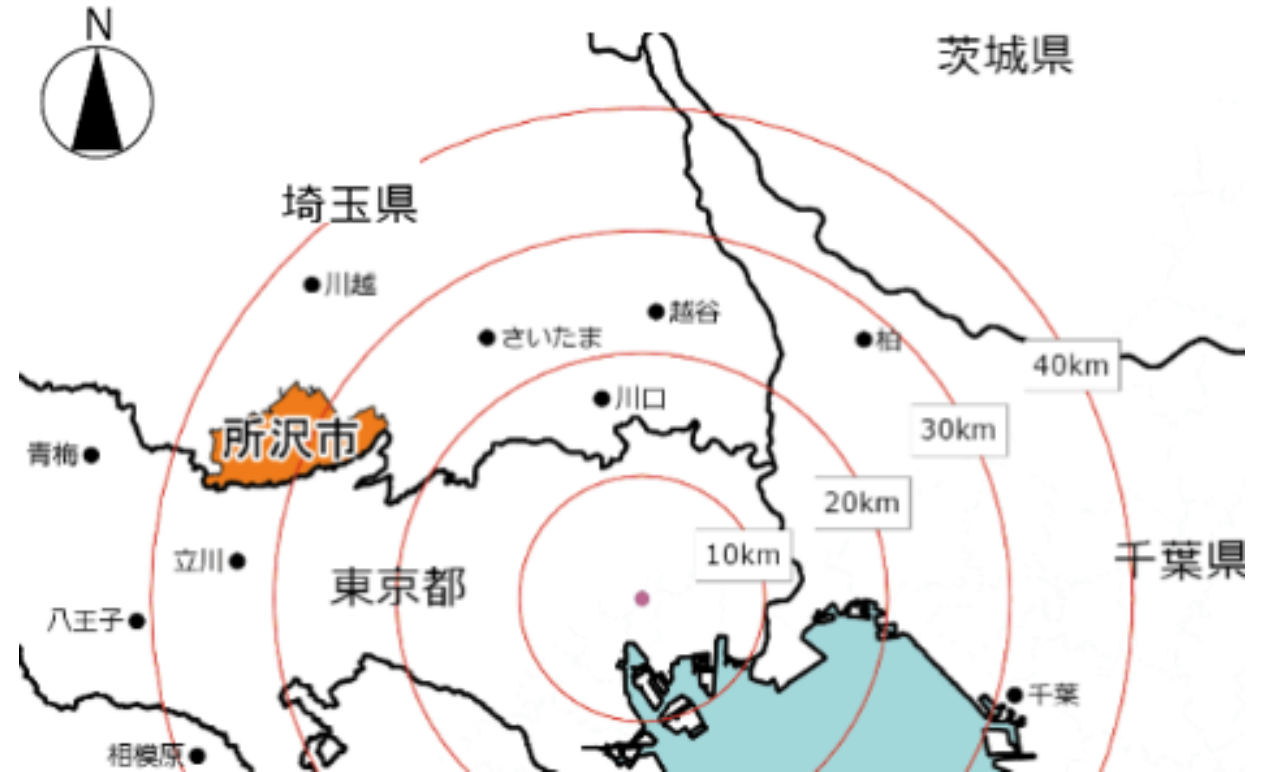 N
茨城県
埼玉県
川越
越谷
さいたま
柏
40km
川口
所沢市
30km
青梅
20km
立川
10km
東京都
千葉県
八王子
千葉
相模原